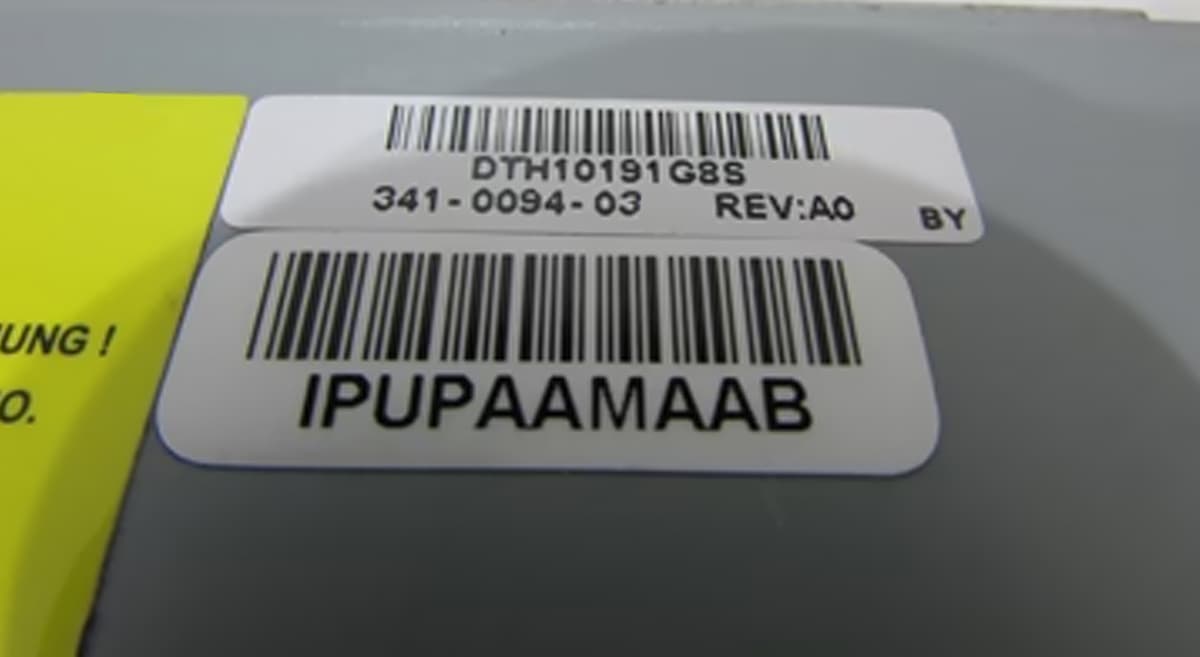 DTH10191G8S
341-0094-03 REV:A0 BY
IPUPAAMAAB
UNG !
O.